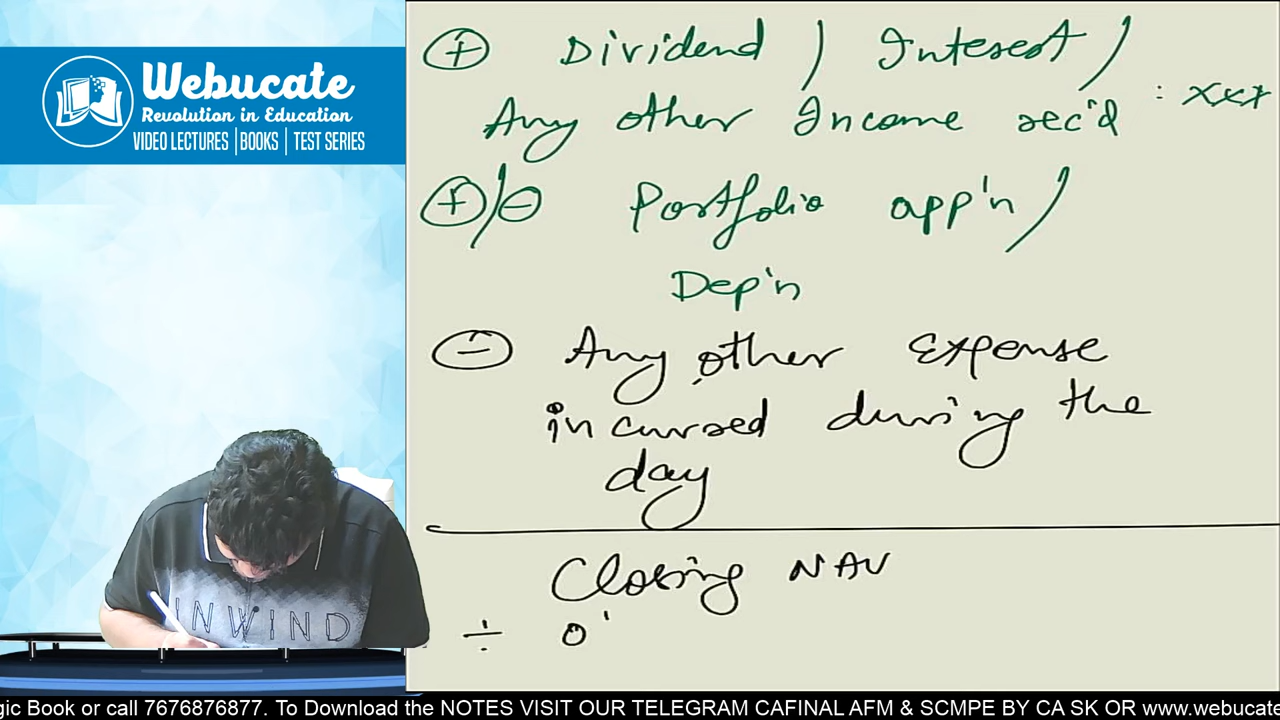 Webucate
Revolution in Education
VIDEO LECTURES | BOOKS | TEST SERIES
⊕ Dividend / Interest /
Any other Income rec'd : xxx
⊕/⊖ Portfolio app'n /
Dep'n
⊖ Any other Expense
incurred during the
day
Closing NAV
÷ 0'
INWIND
gic Book or call 7676876877. To Download the NOTES VISIT OUR TELEGRAM CAFINAL AFM & SCMPE BY CA SK OR www.webucate